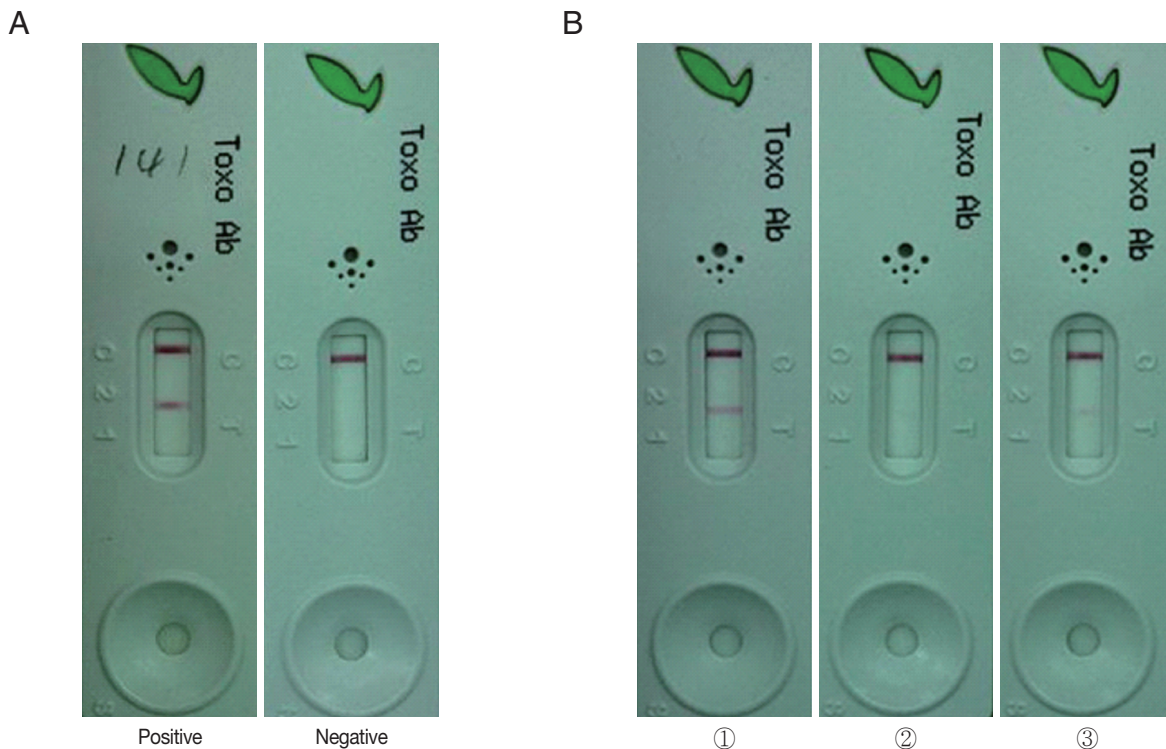 A
B
141
Toxo Ab
Toxo Ab
Toxo Ab
Toxo Ab
Toxo Ab
C C
2
1 T
C C
2
1 T
C C
2
1 T
C C
2
1 T
C C
2
1 T
Positive
Negative
①
②
③